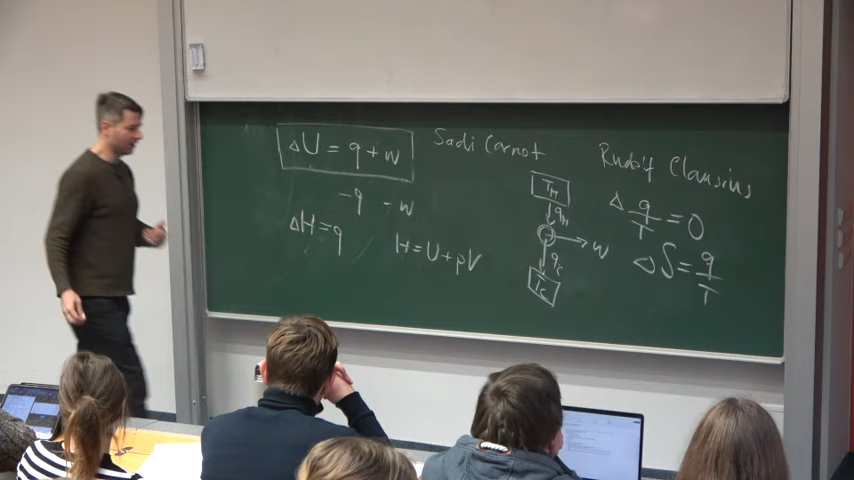 ΔU = q + w
-q - w
ΔH = q
H = U + pV
Sadi Carnot
T_H
q_H
w
q_c
T_c
Rudolf Clausius
Δ q/T = 0
ΔS = q/T